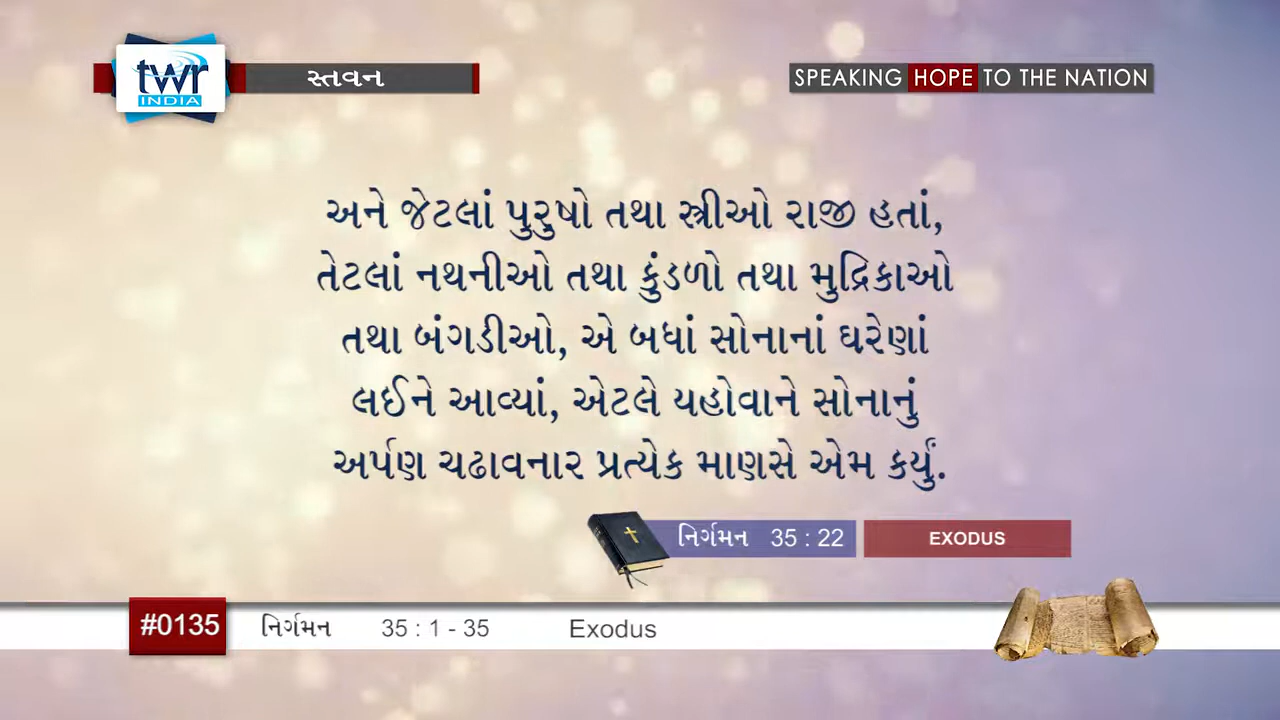 twr
INDIA
સ્તવન
SPEAKING HOPE TO THE NATION
અને જેટલાં પુરુષો તથા સ્ત્રીઓ રાજી હતાં,
તેટલાં નથનીઓ તથા કુંડળો તથા મુદ્રિકાઓ
તથા બંગડીઓ, એ બધાં સોનાનાં ઘરેણાં
લઈને આવ્યાં, એટલે યહોવાને સોનાનું
અર્પણ ચઢાવનાર પ્રત્યેક માણસે એમ કર્યું.
નિર્ગમન 35 : 22 EXODUS
#0135 નિર્ગમન 35 : 1 - 35 Exodus